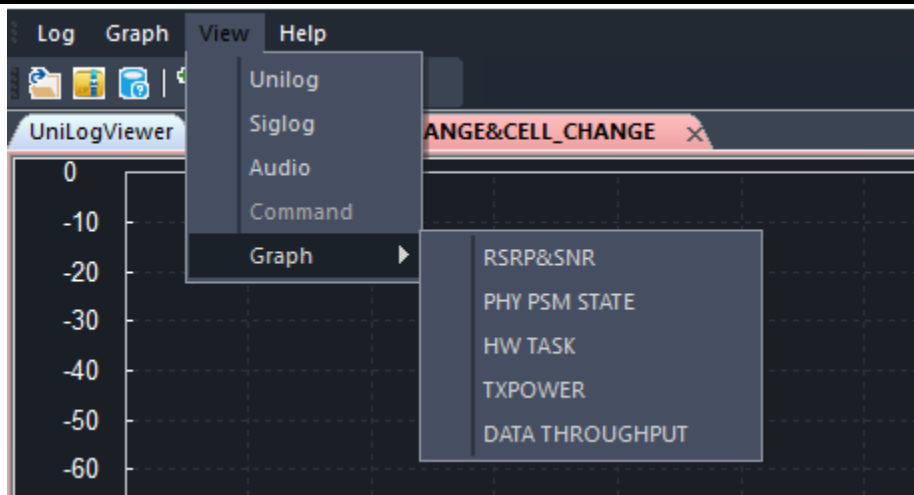 Log Graph View Help
Unilog
Siglog
Audio
Command
Graph
RSRP&SNR
PHY PSM STATE
HW TASK
TXPOWER
DATA THROUGHPUT
UniLogViewer ANGE&CELL_CHANGE
0
-10
-20
-30
-40
-50
-60